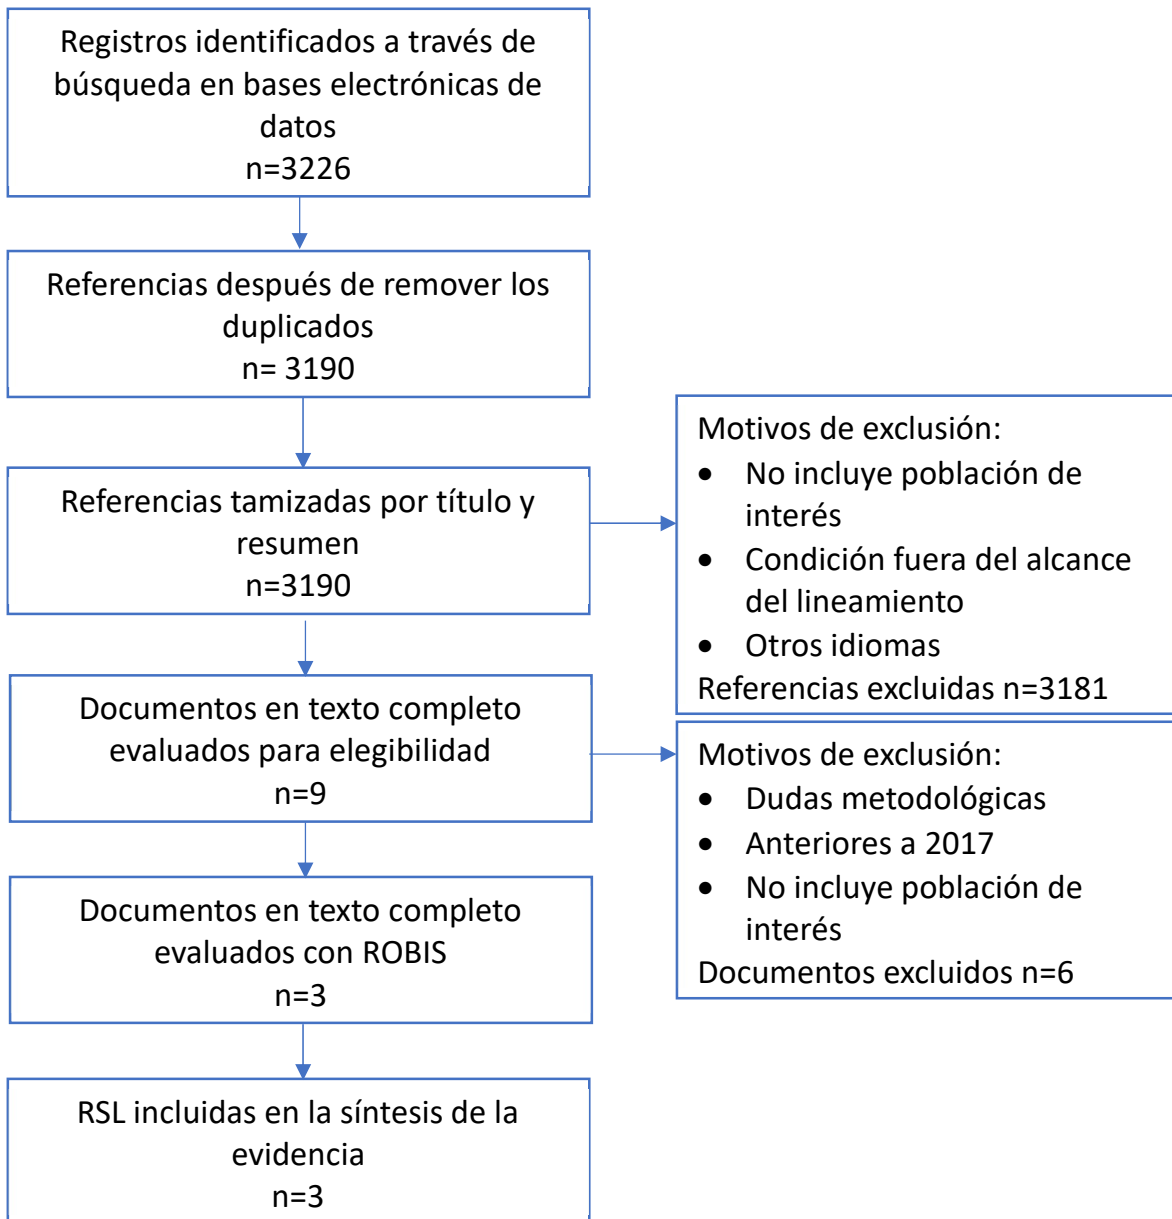 Registros identificados a través de
búsqueda en bases electrónicas de
datos
n=3226
Referencias después de remover los
duplicados
n= 3190
Referencias tamizadas por título y
resumen
n=3190
Motivos de exclusión:
• No incluye población de
interés
• Condición fuera del alcance
del lineamiento
• Otros idiomas
Referencias excluidas n=3181
Documentos en texto completo
evaluados para elegibilidad
n=9
Motivos de exclusión:
• Dudas metodológicas
• Anteriores a 2017
• No incluye población de
interés
Documentos excluidos n=6
Documentos en texto completo
evaluados con ROBIS
n=3
RSL incluidas en la síntesis de la
evidencia
n=3